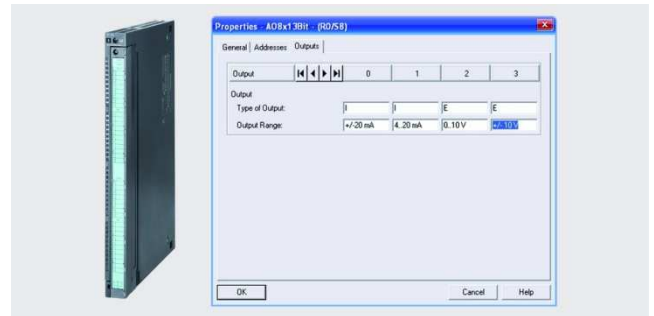 Properties - AO8x13Bit - (R0/S8)
General Addresses Outputs
Output 0 1 2 3
Output
Type of Output: I I E E
Output Range: +/-20 mA 4..20 mA 0..10 V +/- 10 V
OK Cancel Help